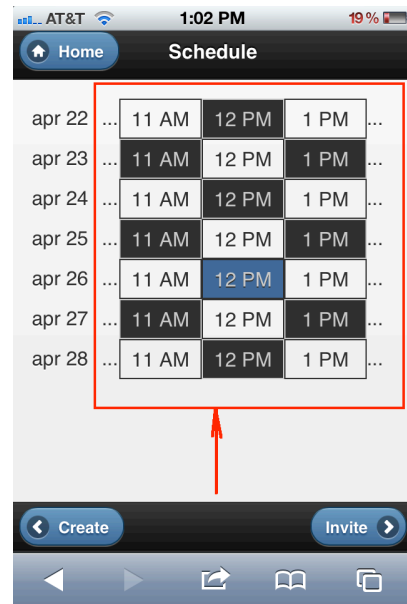 AT&T 1:02 PM 19%
Home Schedule
apr 22 ... 11 AM 12 PM 1 PM ...
apr 23 ... 11 AM 12 PM 1 PM ...
apr 24 ... 11 AM 12 PM 1 PM ...
apr 25 ... 11 AM 12 PM 1 PM ...
apr 26 ... 11 AM 12 PM 1 PM ...
apr 27 ... 11 AM 12 PM 1 PM ...
apr 28 ... 11 AM 12 PM 1 PM ...
Create Invite